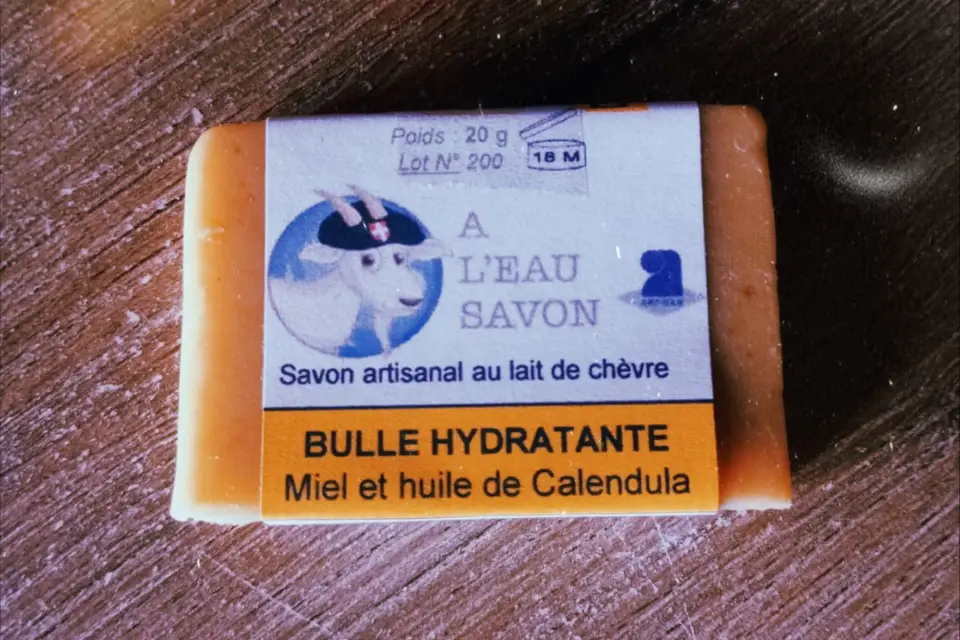 Poids : 20 g
Lot N° 200
18 M
A
L'EAU
SAVON
Savon artisanal au lait de chèvre
BULLE HYDRATANTE
Miel et huile de Calendula